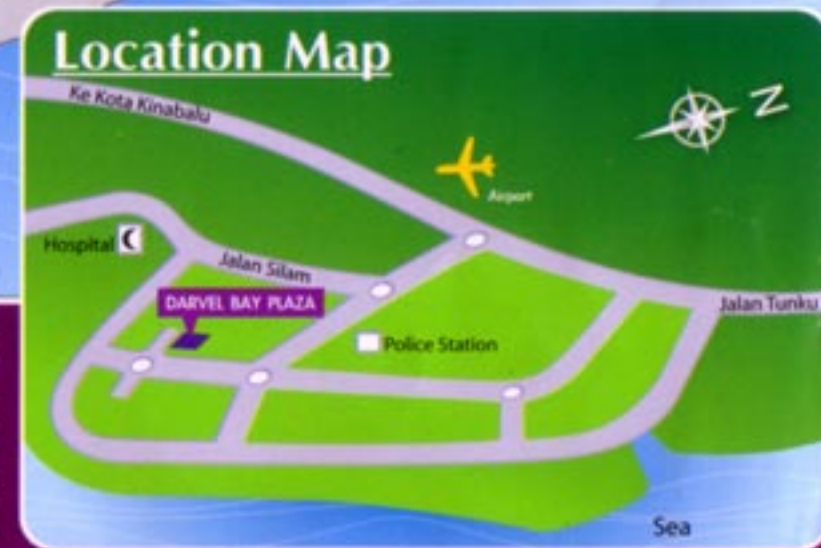 Location Map
Ke Kota Kinabalu
N
Airport
Hospital
Jalan Silam
DARVEL BAY PLAZA
Jalan Tunku
Police Station
Sea